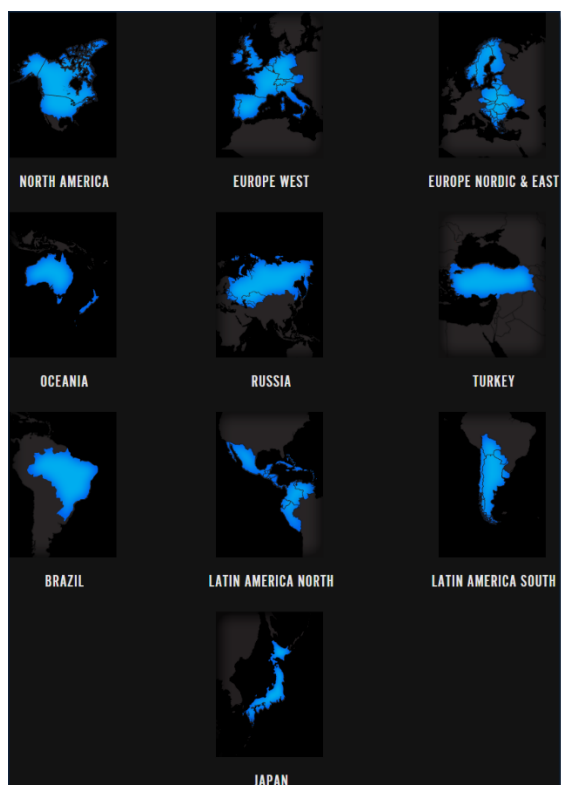 NORTH AMERICA
EUROPE WEST
EUROPE NORDIC & EAST
OCEANIA
RUSSIA
TURKEY
BRAZIL
LATIN AMERICA NORTH
LATIN AMERICA SOUTH
JAPAN